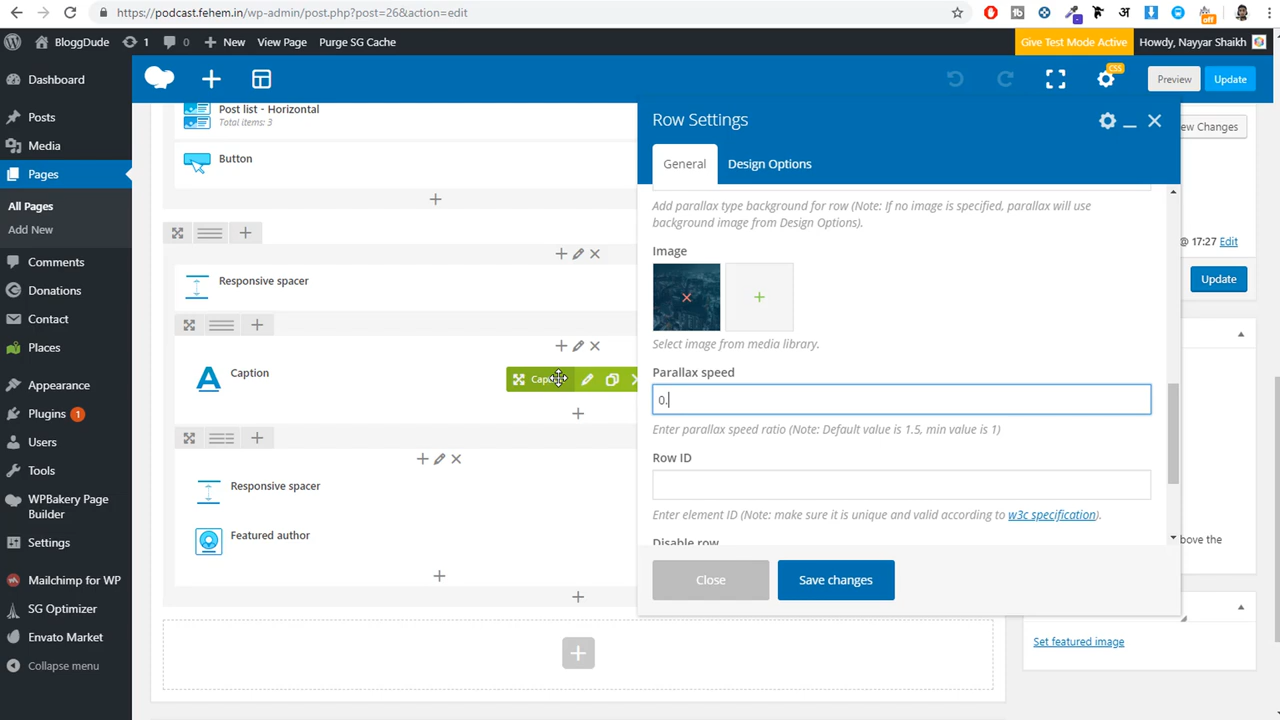 https://podcast.fehem.in/wp-admin/post.php?post=26&action=edit
off
BloggDude
1
0
New
View Page
Purge SG Cache
Give Test Mode Active
Howdy, Nayyar Shaikh
Dashboard
Posts
Media
Pages
All Pages
Add New
Comments
Donations
Contact
Places
Appearance
Plugins 1
Users
Tools
WPBakery Page
Builder
Settings
Mailchimp for WP
SG Optimizer
Envato Market
Collapse menu
CSS
Preview
Update
Post list - Horizontal
Total items: 3
Button
Responsive spacer
Caption
Responsive spacer
Featured author
Row Settings
General
Design Options
Add parallax type background for row (Note: If no image is specified, parallax will use
background image from Design Options).
Image
Select image from media library.
Parallax speed
0.
Enter parallax speed ratio (Note: Default value is 1.5, min value is 1)
Row ID
Enter element ID (Note: make sure it is unique and valid according to w3c specification).
Disable row
Close
Save changes
ew Changes
@ 17:27 Edit
Update
bove the
Set featured image